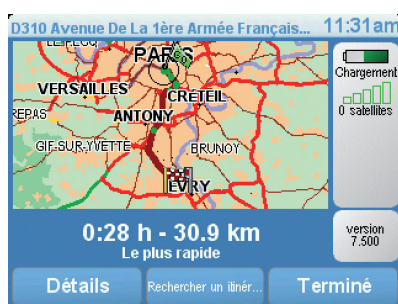 D310 Avenue De La 1ère Armée Français...
11:31am
PARIS
VERSAILLES
CRETEIL
REPAS
ANTONY
GIF-SUR-YVETTE
BRUNOY
EVRY
Chargement
0 satellites
0:28 h - 30.9 km
Le plus rapide
version
7.500
Détails
Rechercher un itinér...
Terminé